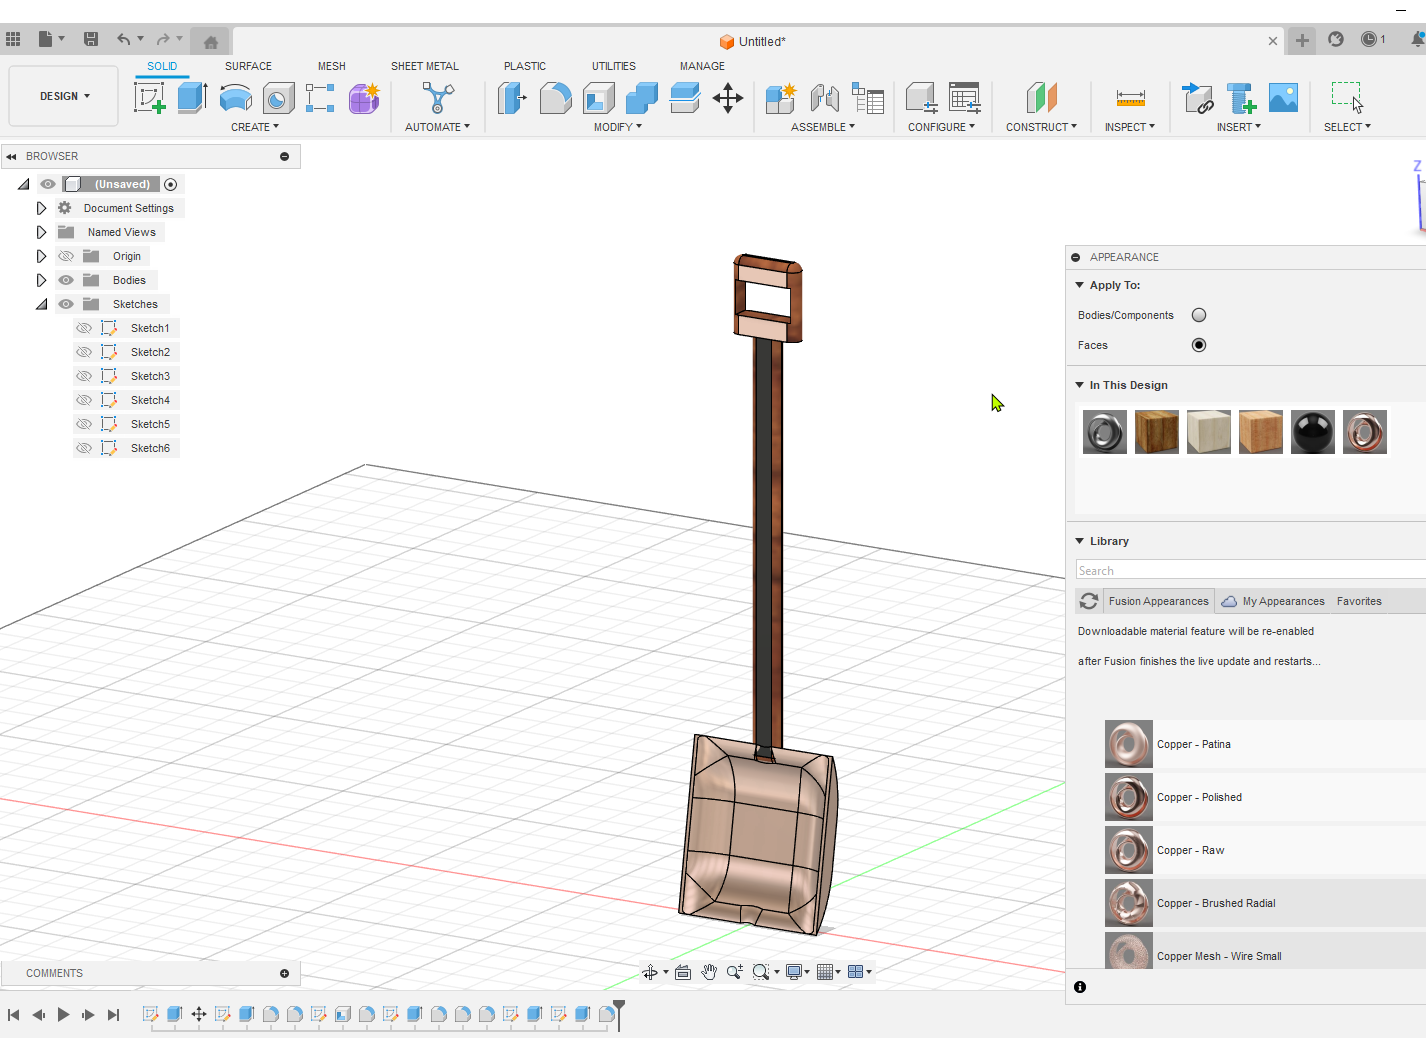 Untitled*
1
DESIGN
SOLID
SURFACE
MESH
SHEET METAL
PLASTIC
UTILITIES
MANAGE
CREATE
AUTOMATE
MODIFY
ASSEMBLE
CONFIGURE
CONSTRUCT
INSPECT
INSERT
SELECT
BROWSER
(Unsaved)
Document Settings
Named Views
Origin
Bodies
Sketches
Sketch1
Sketch2
Sketch3
Sketch4
Sketch5
Sketch6
Z
APPEARANCE
Apply To:
Bodies/Components
Faces
In This Design
Library
Search
Fusion Appearances
My Appearances
Favorites
Downloadable material feature will be re-enabled
after Fusion finishes the live update and restarts...
Copper - Patina
Copper - Polished
Copper - Raw
Copper - Brushed Radial
Copper Mesh - Wire Small
COMMENTS